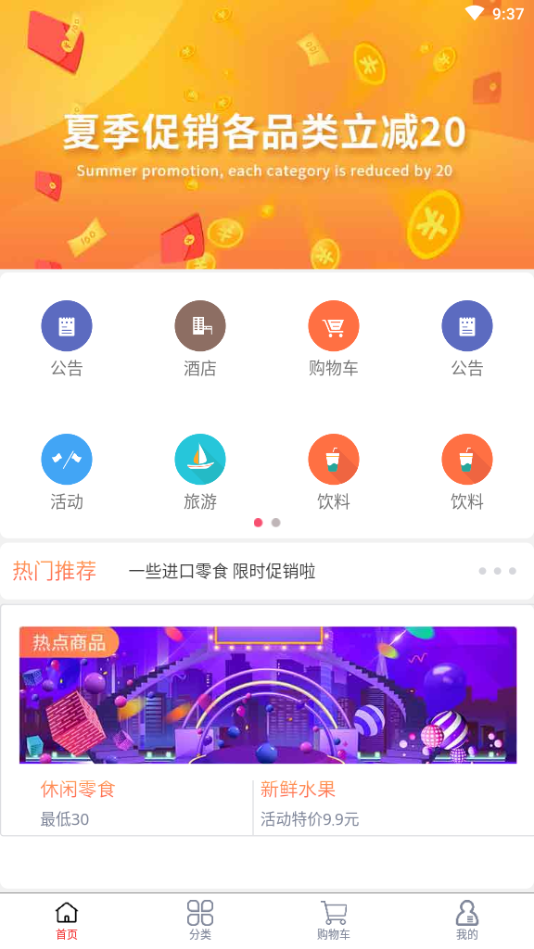 9:37
夏季促销各品类立减20
Summer promotion, each category is reduced by 20
100
公告
酒店
购物车
公告
活动
旅游
饮料
饮料
热门推荐 一些进口零食 限时促销啦
热点商品
休闲零食 新鲜水果
最低30 活动特价9.9元
首页 分类 购物车 我的